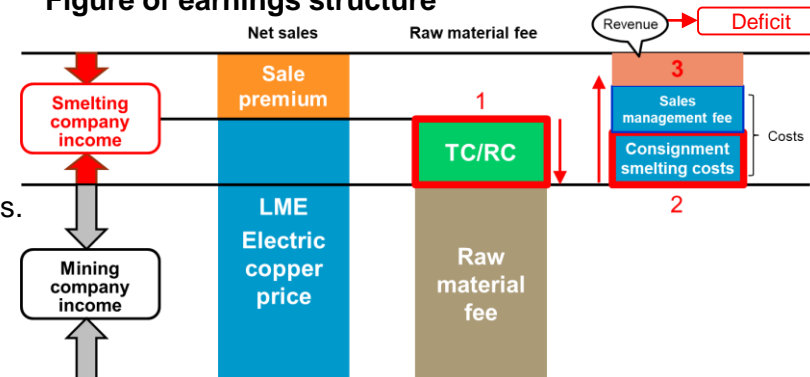 Figure of earnings structure
Net sales
Raw material fee
Revenue
Deficit
Smelting
company
income
Sale
premium
1
TC/RC
3
Sales
management fee
Consignment
smelting costs
Costs
2
s.
Mining
company
income
LME
Electric
copper
price
Raw
material
fee